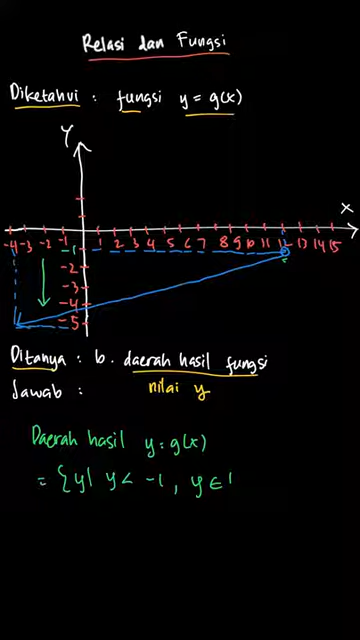 Relasi dan Fungsi
Diketahui : fungsi y = g(x)
Y
X
-4 -3 -2 -1 1 2 3 4 5 6 7 8 9 10 11 12 13 14 15
-1
-2
-3
-4
-5
Ditanya : b. daerah hasil fungsi
Jawab : nilai y
Daerah hasil y = g(x)
= {y| y < -1, y ∈ 1